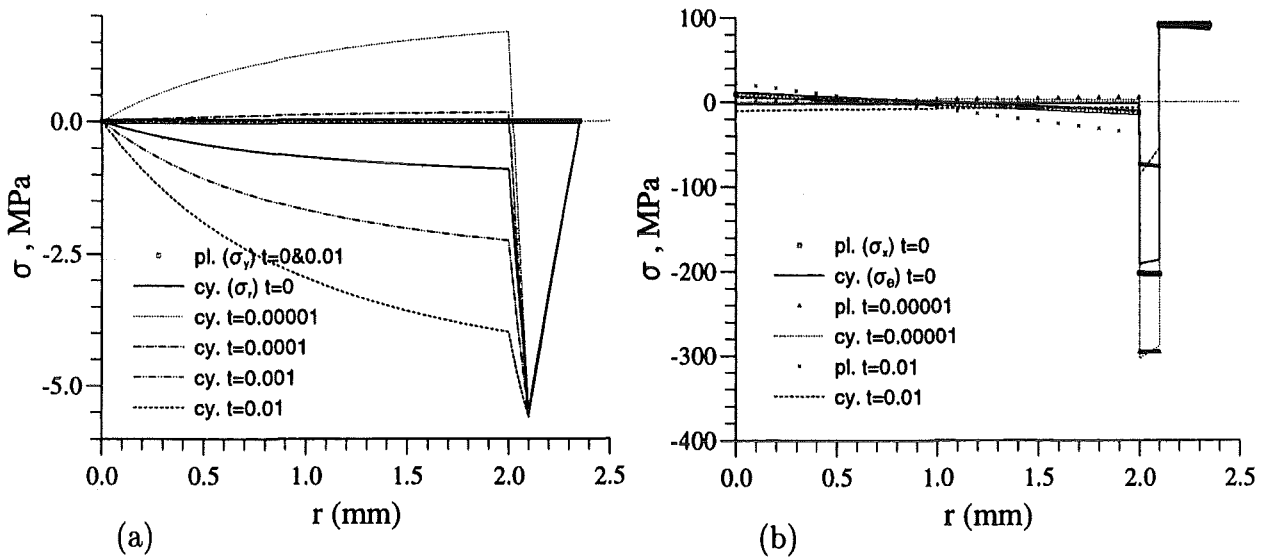 0.0
-2.5
-5.0
σ , MPa
pl. (σᵧ) t=0&0.01
cy. (σᵣ) t=0
cy. t=0.00001
cy. t=0.0001
cy. t=0.001
cy. t=0.01
0.0 0.5 1.0 1.5 2.0 2.5
r (mm)
(a)
100
0
-100
-200
-300
-400
σ , MPa
pl. (σₓ) t=0
cy. (σ_θ) t=0
pl. t=0.00001
cy. t=0.00001
pl. t=0.01
cy. t=0.01
0.0 0.5 1.0 1.5 2.0 2.5
r (mm)
(b)